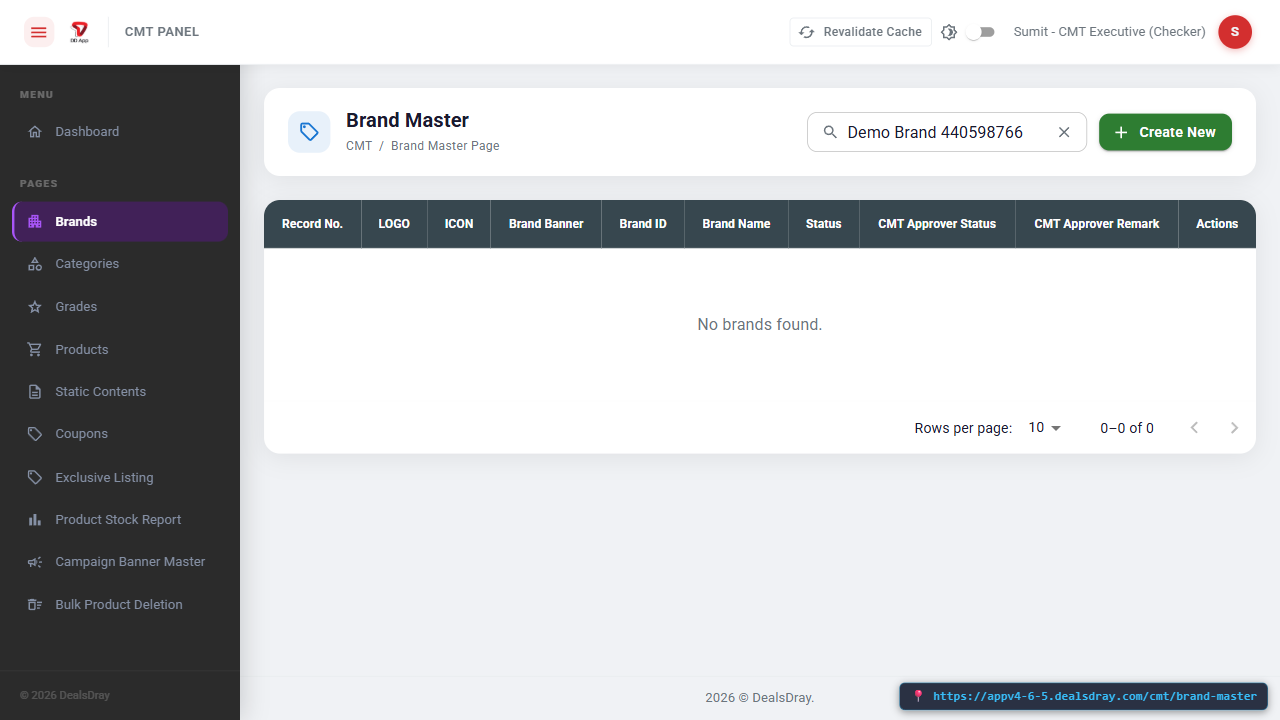 DD App
CMT PANEL
Revalidate Cache
Sumit - CMT Executive (Checker)
S
MENU
Dashboard
PAGES
Brands
Categories
Grades
Products
Static Contents
Coupons
Exclusive Listing
Product Stock Report
Campaign Banner Master
Bulk Product Deletion
© 2026 DealsDray
Brand Master
CMT / Brand Master Page
Demo Brand 440598766
Create New
Record No. LOGO ICON Brand Banner Brand ID Brand Name Status CMT Approver Status CMT Approver Remark Actions
No brands found.
Rows per page: 10 0–0 of 0
2026 © DealsDray.
https://appv4-6-5.dealsdray.com/cmt/brand-master